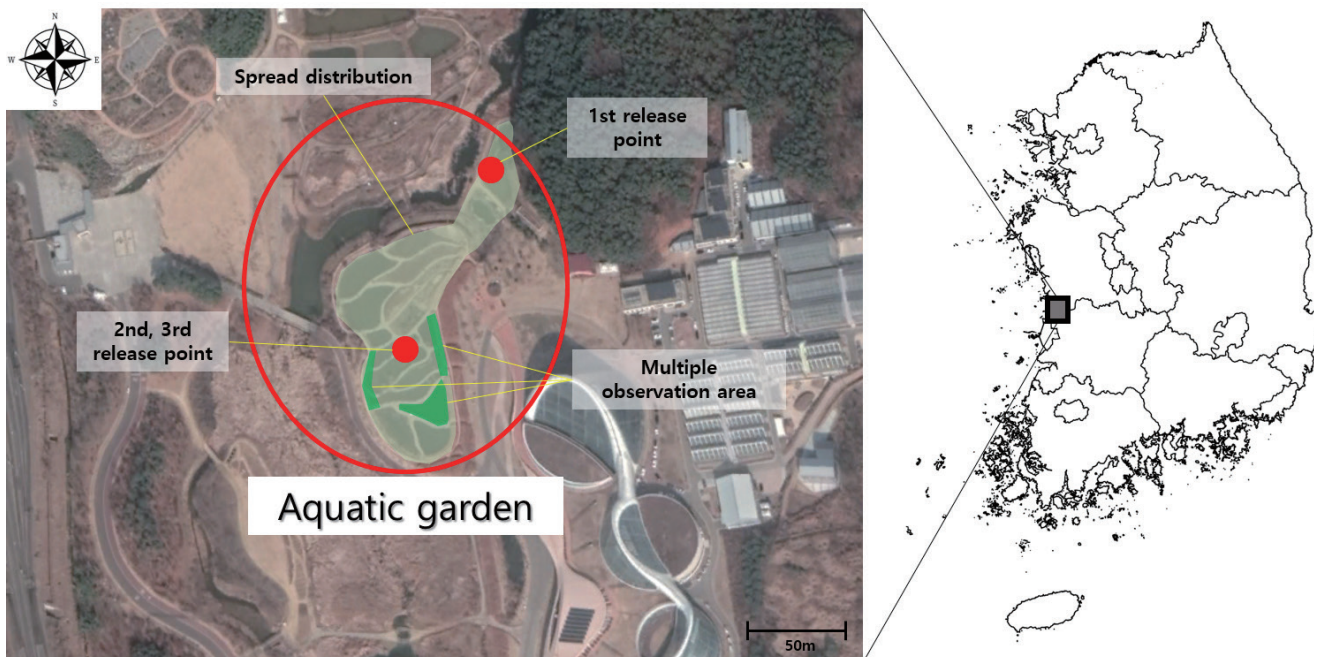 N
W
E
S
Spread distribution
1st release
point
2nd, 3rd
release point
Multiple
observation area
Aquatic garden
50m